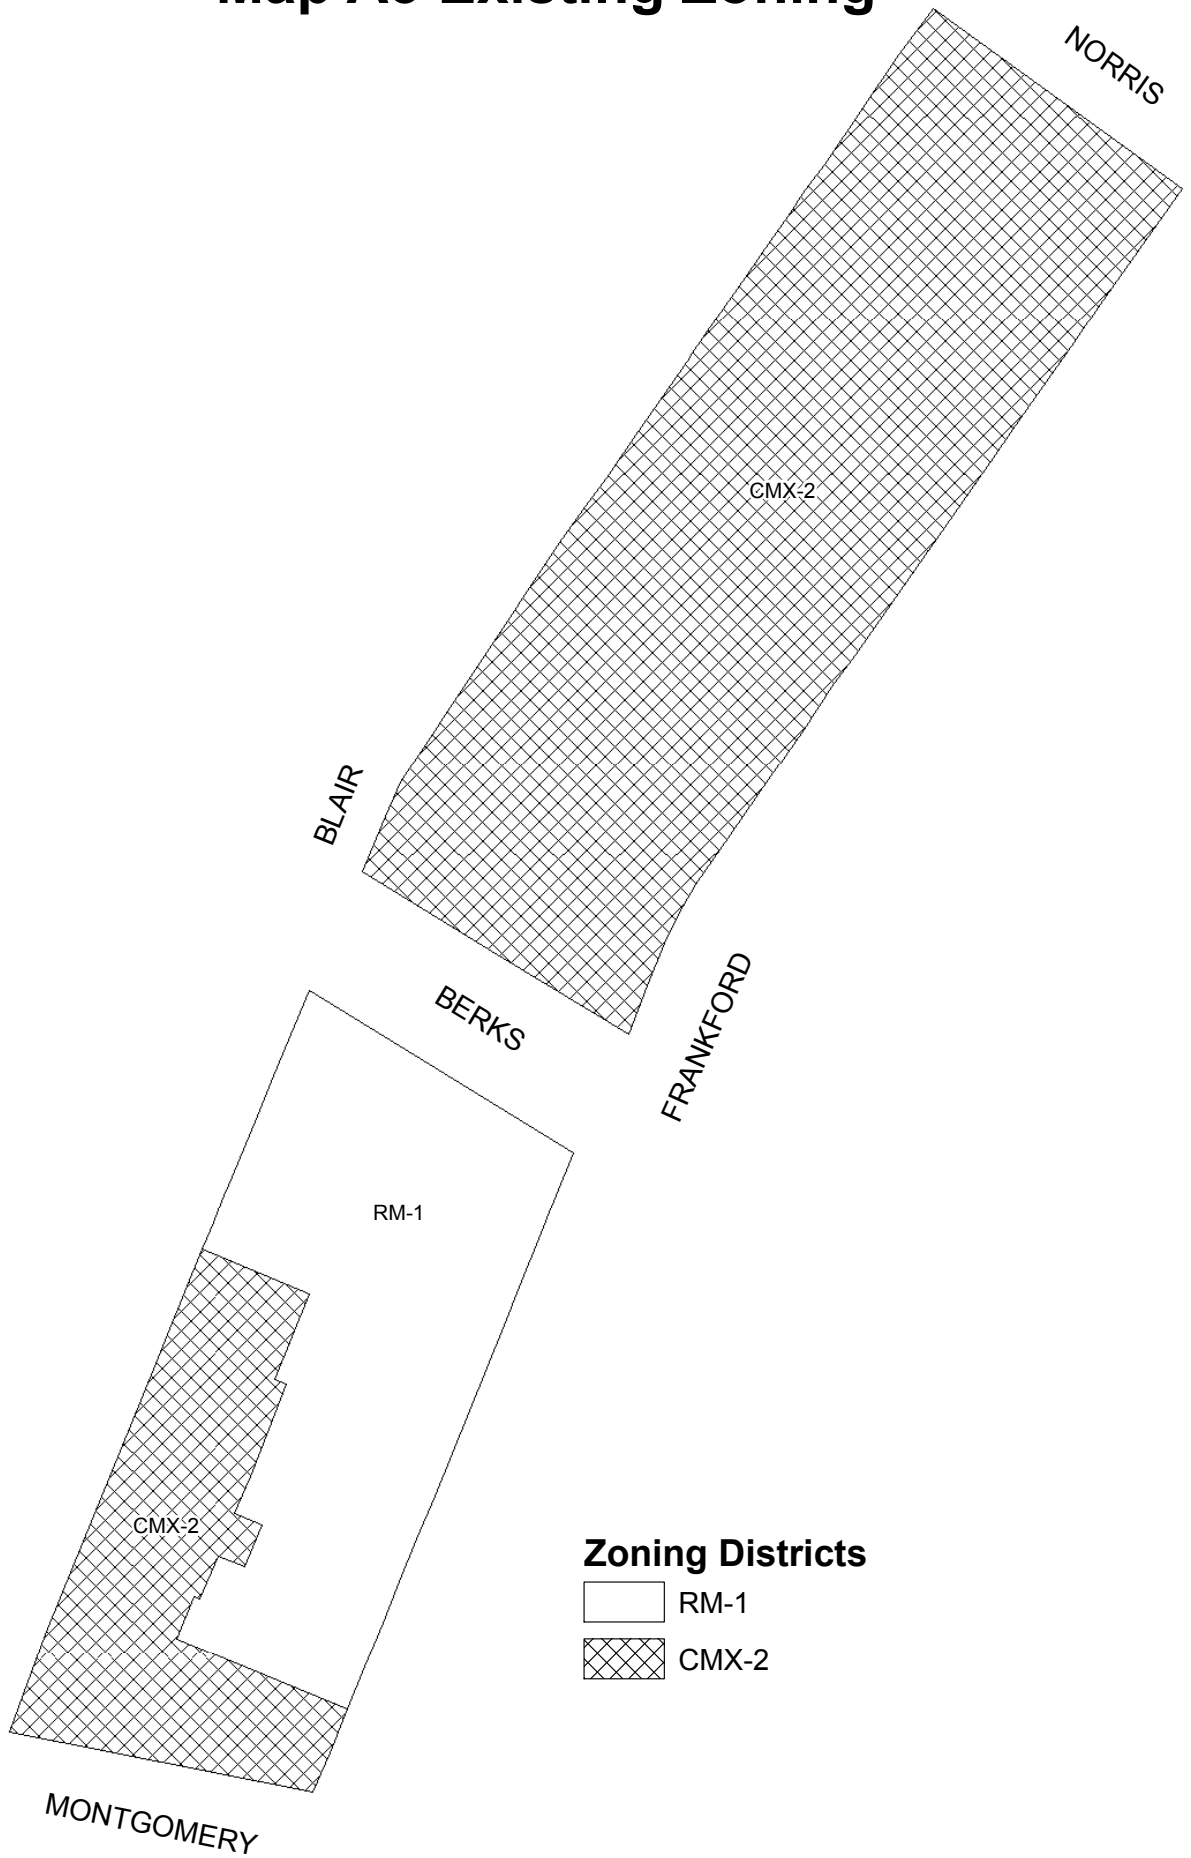 Existing Zoning
NORRIS
CMX-2
BLAIR
BERKS
FRANKFORD
RM-1
CMX-2
Zoning Districts
RM-1
CMX-2
MONTGOMERY